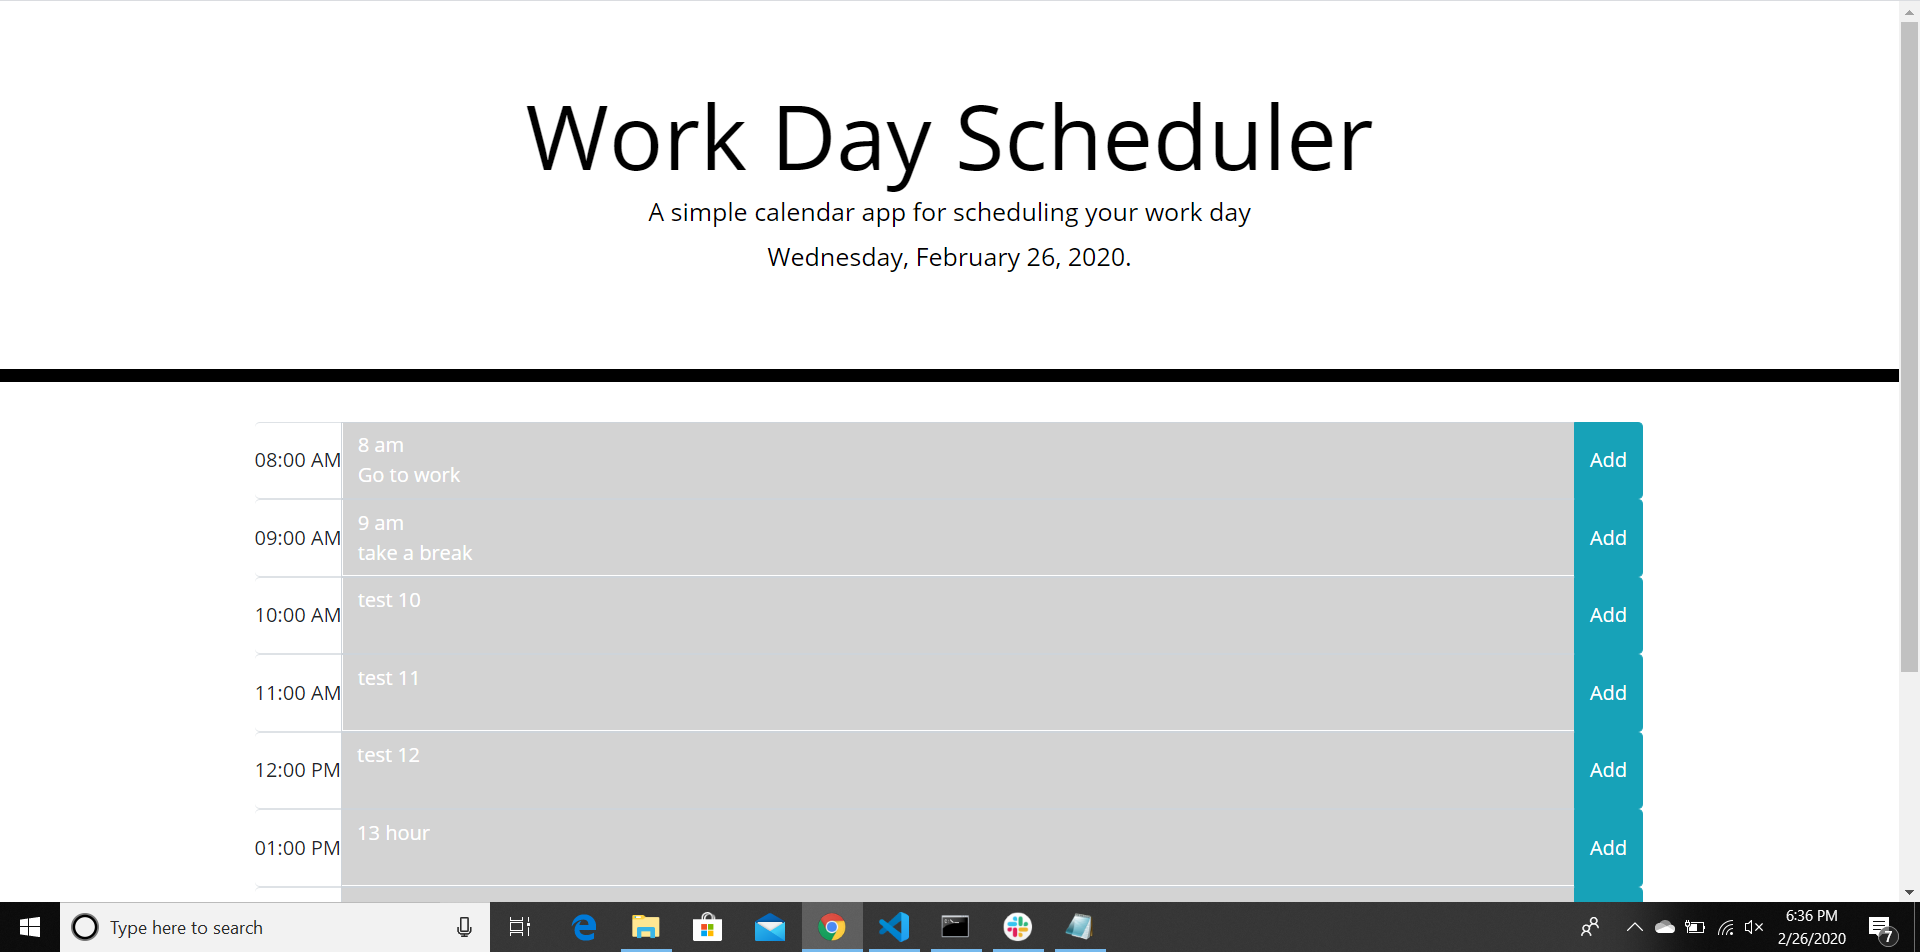 Work Day Scheduler
A simple calendar app for scheduling your work day
Wednesday, February 26, 2020.
08:00 AM
8 am
Go to work
Add
09:00 AM
9 am
take a break
Add
10:00 AM
test 10
Add
11:00 AM
test 11
Add
12:00 PM
test 12
Add
01:00 PM
13 hour
Add
Type here to search
6:36 PM
2/26/2020
7